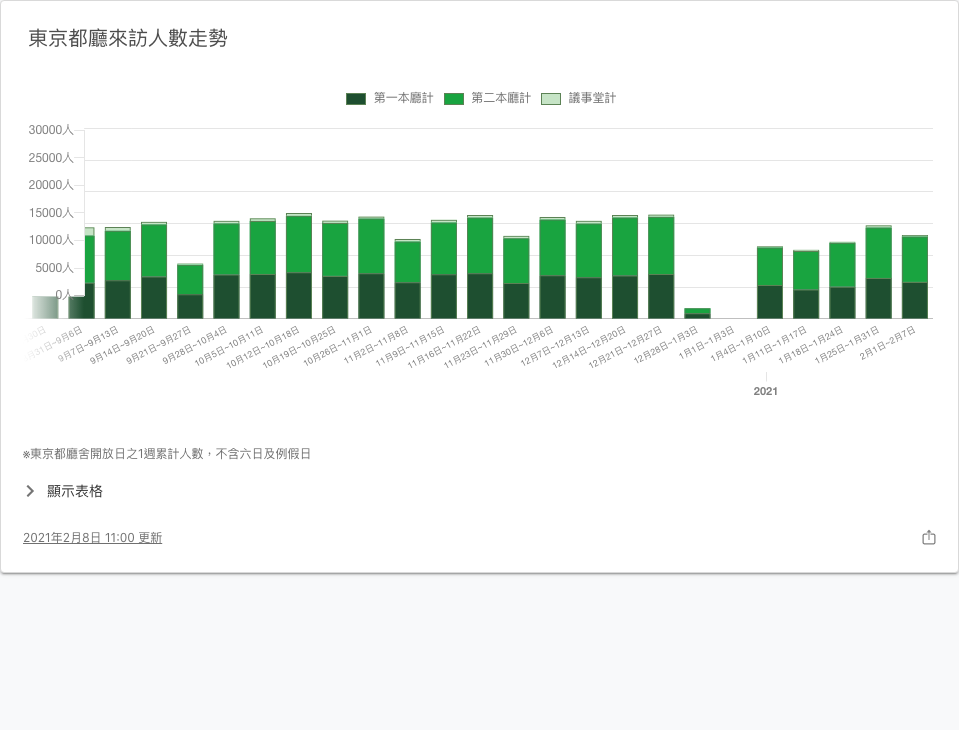 東京都廳來訪人數走勢
第一本廳計 第二本廳計 議事堂計
30000人
25000人
20000人
15000人
10000人
5000人
0人
月31日~9月6日
9月7日~9月13日
9月14日~9月20日
9月21日~9月27日
9月28日~10月4日
10月5日~10月11日
10月12日~10月18日
10月19日~10月25日
10月26日~11月1日
11月2日~11月8日
11月9日~11月15日
11月16日~11月22日
11月23日~11月29日
11月30日~12月6日
12月7日~12月13日
12月14日~12月20日
12月21日~12月27日
12月28日~1月3日
1月1日~1月3日
1月4日~1月10日
1月11日~1月17日
1月18日~1月24日
1月25日~1月31日
2月1日~2月7日
2021
※東京都廳舍開放日之1週累計人數，不含六日及例假日
顯示表格
2021年2月8日 11:00 更新